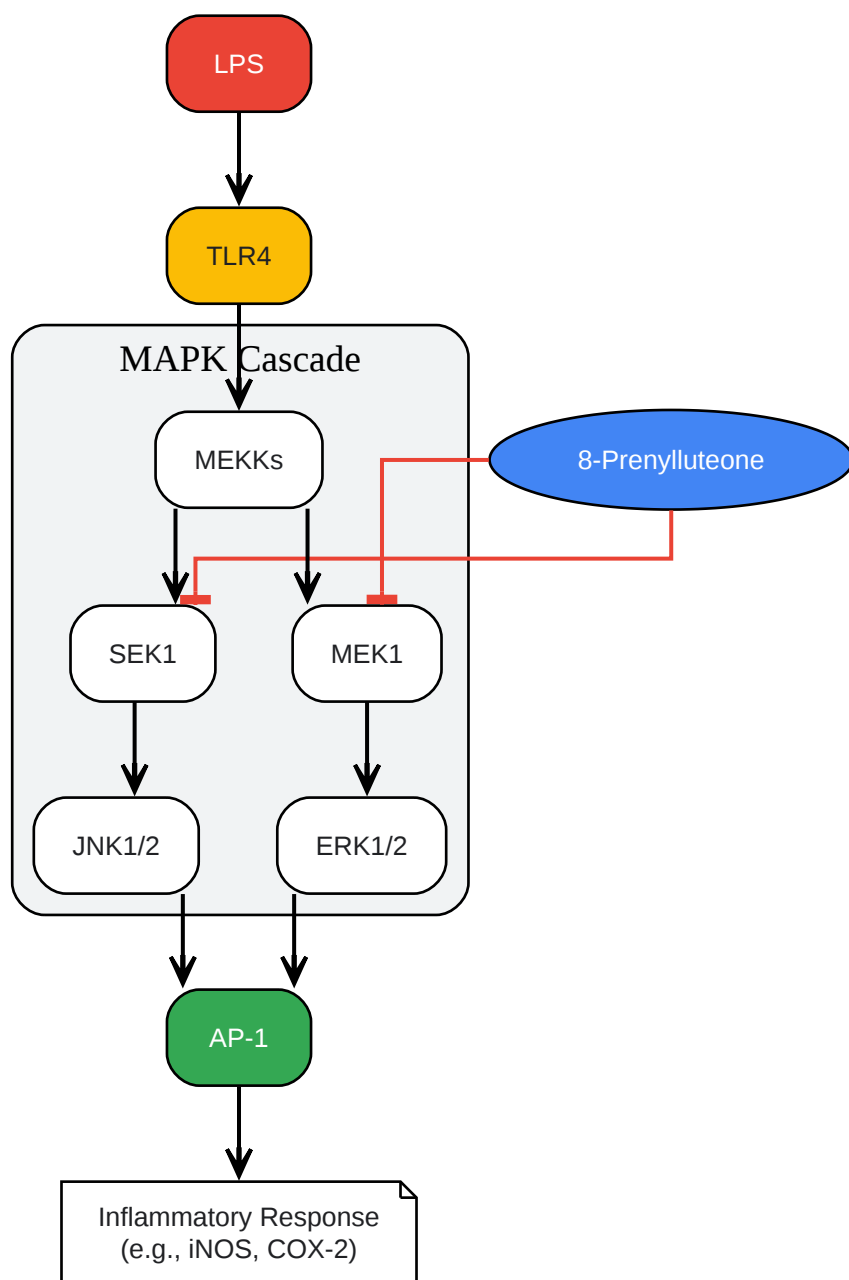 LPS
TLR4
MAPK Cascade
MEKKs
8-Prenylluteone
SEK1
MEK1
JNK1/2
ERK1/2
AP-1
Inflammatory Response
(e.g., iNOS, COX-2)